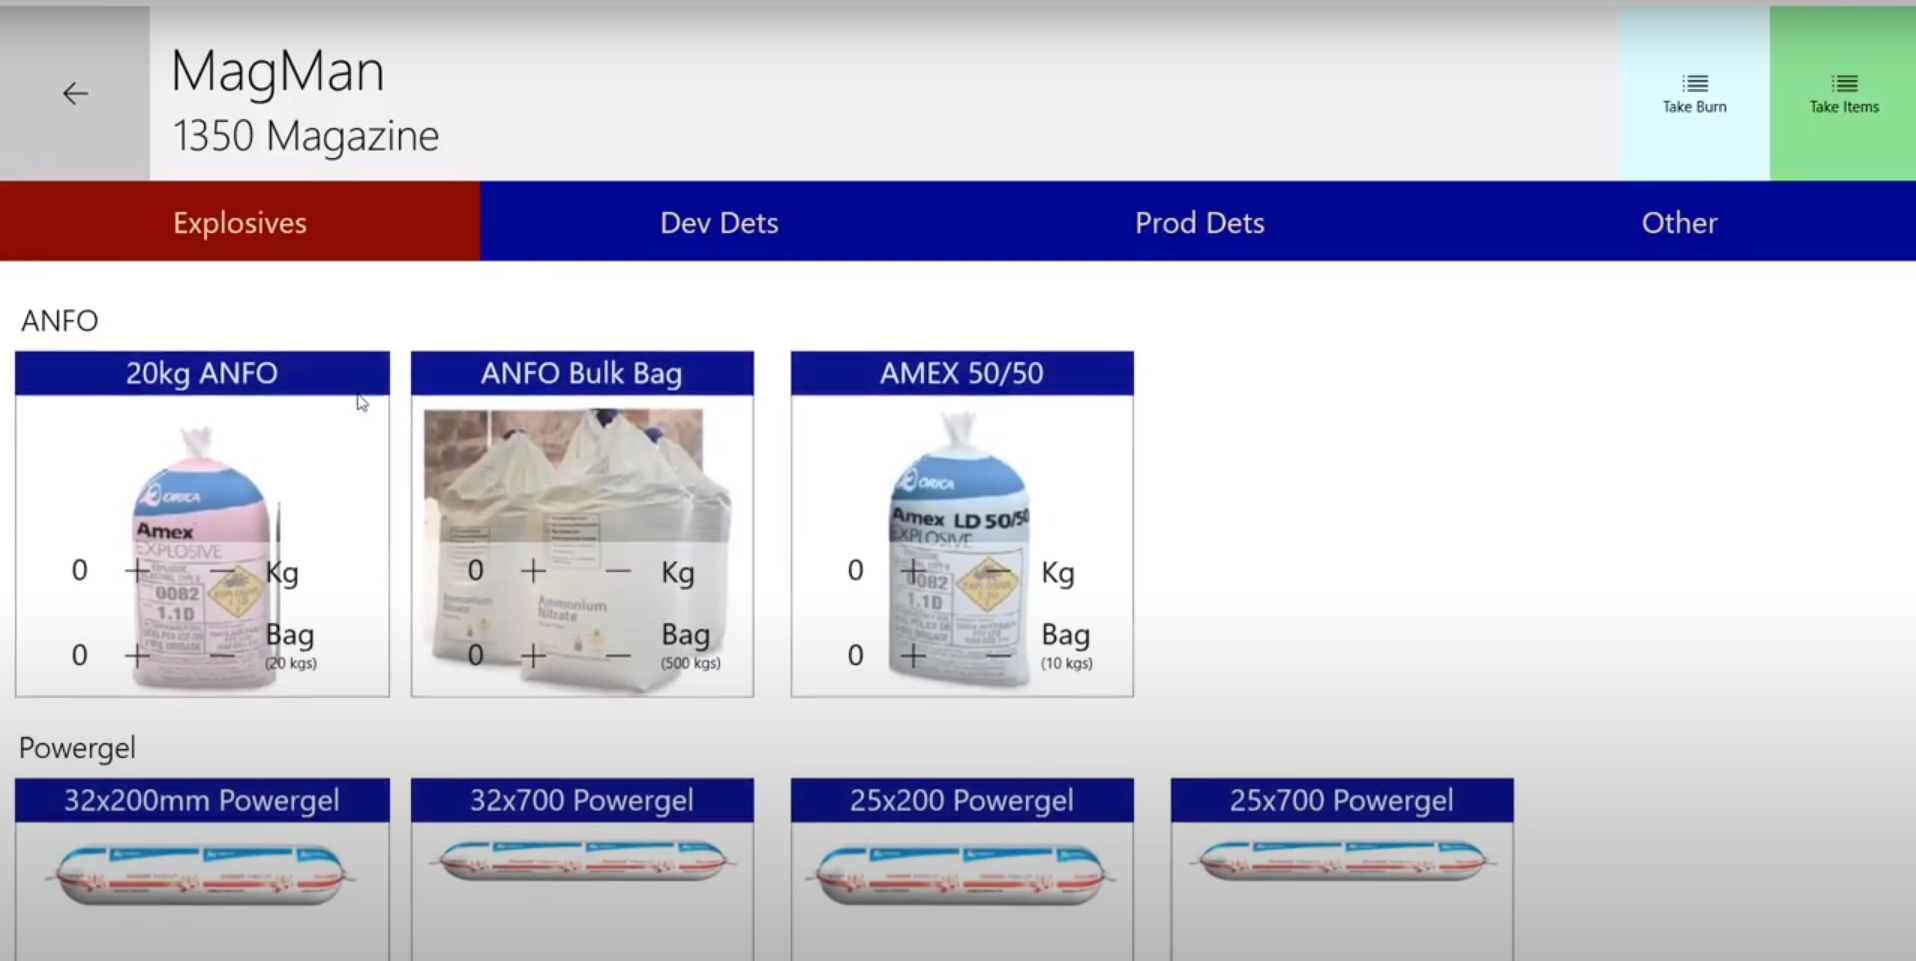 MagMan
1350 Magazine
Take Burn
Take Items
Explosives
Dev Dets
Prod Dets
Other
ANFO
20kg ANFO
ANFO Bulk Bag
AMEX 50/50
ORICA
Amex
EXPLOSIVE
0082
1.1D
0 + — Kg
0 + — Bag
(20 kgs)
Ammonium
Nitrate
Ammonium
Nitrate
0 + — Kg
0 + — Bag
(500 kgs)
ORICA
Amex LD 50/50
EXPLOSIVE
0082
1.1D
0 + — Kg
0 + — Bag
(10 kgs)
Powergel
32x200mm Powergel
32x700 Powergel
25x200 Powergel
25x700 Powergel